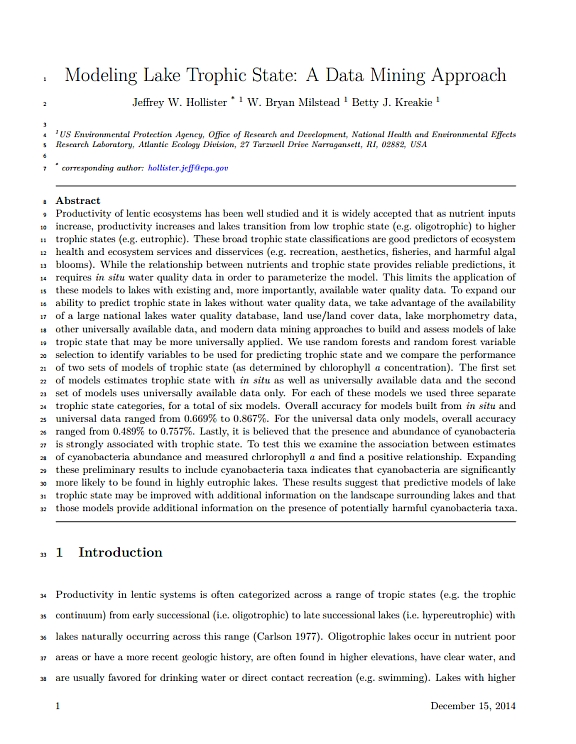 1 Modeling Lake Trophic State: A Data Mining Approach
2 Jeffrey W. Hollister * 1 W. Bryan Milstead 1 Betty J. Kreakie 1
3
4 1 US Environmental Protection Agency, Office of Research and Development, National Health and Environmental Effects
5 Research Laboratory, Atlantic Ecology Division, 27 Tarzwell Drive Narragansett, RI, 02882, USA
6
7 * corresponding author: hollister.jeff@epa.gov
8 Abstract
9 Productivity of lentic ecosystems has been well studied and it is widely accepted that as nutrient inputs
10 increase, productivity increases and lakes transition from low trophic state (e.g. oligotrophic) to higher
11 trophic states (e.g. eutrophic). These broad trophic state classifications are good predictors of ecosystem
12 health and ecosystem services and disservices (e.g. recreation, aesthetics, fisheries, and harmful algal
13 blooms). While the relationship between nutrients and trophic state provides reliable predictions, it
14 requires in situ water quality data in order to parameterize the model. This limits the application of
15 these models to lakes with existing and, more importantly, available water quality data. To expand our
16 ability to predict trophic state in lakes without water quality data, we take advantage of the availability
17 of a large national lakes water quality database, land use/land cover data, lake morphometry data,
18 other universally available data, and modern data mining approaches to build and assess models of lake
19 tropic state that may be more universally applied. We use random forests and random forest variable
20 selection to identify variables to be used for predicting trophic state and we compare the performance
21 of two sets of models of trophic state (as determined by chlorophyll a concentration). The first set
22 of models estimates trophic state with in situ as well as universally available data and the second
23 set of models uses universally available data only. For each of these models we used three separate
24 trophic state categories, for a total of six models. Overall accuracy for models built from in situ and
25 universal data ranged from 0.669% to 0.867%. For the universal data only models, overall accuracy
26 ranged from 0.489% to 0.757%. Lastly, it is believed that the presence and abundance of cyanobacteria
27 is strongly associated with trophic state. To test this we examine the association between estimates
28 of cyanobacteria abundance and measured chrlorophyll a and find a positive relationship. Expanding
29 these preliminary results to include cyanobacteria taxa indicates that cyanobacteria are significantly
30 more likely to be found in highly eutrophic lakes. These results suggest that predictive models of lake
31 trophic state may be improved with additional information on the landscape surrounding lakes and that
32 those models provide additional information on the presence of potentially harmful cyanobacteria taxa.
33 1 Introduction
34 Productivity in lentic systems is often categorized across a range of tropic states (e.g. the trophic
35 continuum) from early successional (i.e. oligotrophic) to late successional lakes (i.e. hypereutrophic) with
36 lakes naturally occurring across this range (Carlson 1977). Oligotrophic lakes occur in nutrient poor
37 areas or have a more recent geologic history, are often found in higher elevations, have clear water, and
38 are usually favored for drinking water or direct contact recreation (e.g. swimming). Lakes with higher
1 December 15, 2014